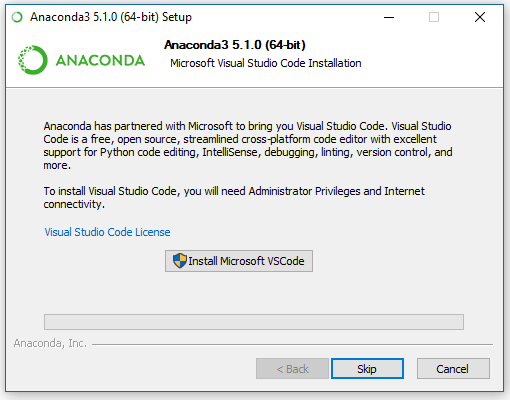 Anaconda3 5.1.0 (64-bit) Setup
ANACONDA
Anaconda3 5.1.0 (64-bit)
Microsoft Visual Studio Code Installation
Anaconda has partnered with Microsoft to bring you Visual Studio Code. Visual Studio
Code is a free, open source, streamlined cross-platform code editor with excellent
support for Python code editing, IntelliSense, debugging, linting, version control, and
more.
To install Visual Studio Code, you will need Administrator Privileges and Internet
connectivity.
Visual Studio Code License
Install Microsoft VSCode
Anaconda, Inc.
< Back
Skip
Cancel